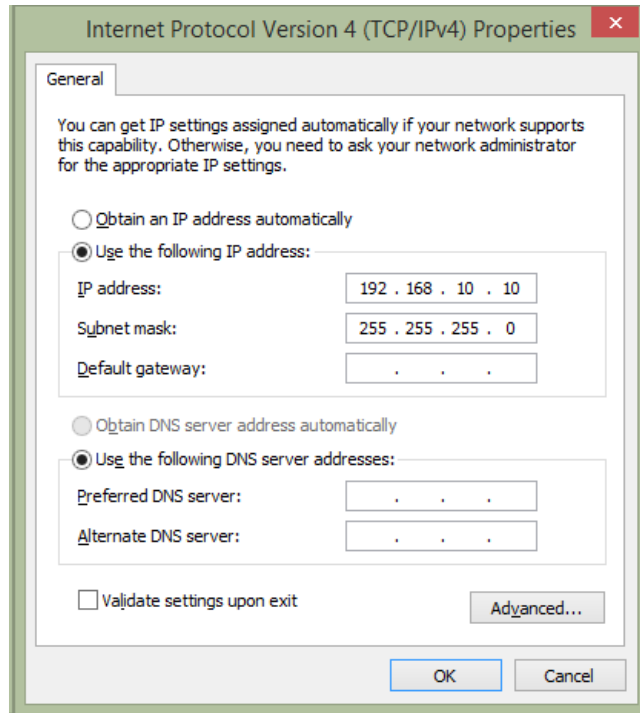 Internet Protocol Version 4 (TCP/IPv4) Properties
General
You can get IP settings assigned automatically if your network supports
this capability. Otherwise, you need to ask your network administrator
for the appropriate IP settings.
Obtain an IP address automatically
Use the following IP address:
IP address: 192 . 168 . 10 . 10
Subnet mask: 255 . 255 . 255 . 0
Default gateway: . . .
Obtain DNS server address automatically
Use the following DNS server addresses:
Preferred DNS server: . . .
Alternate DNS server: . . .
Validate settings upon exit
Advanced...
OK Cancel